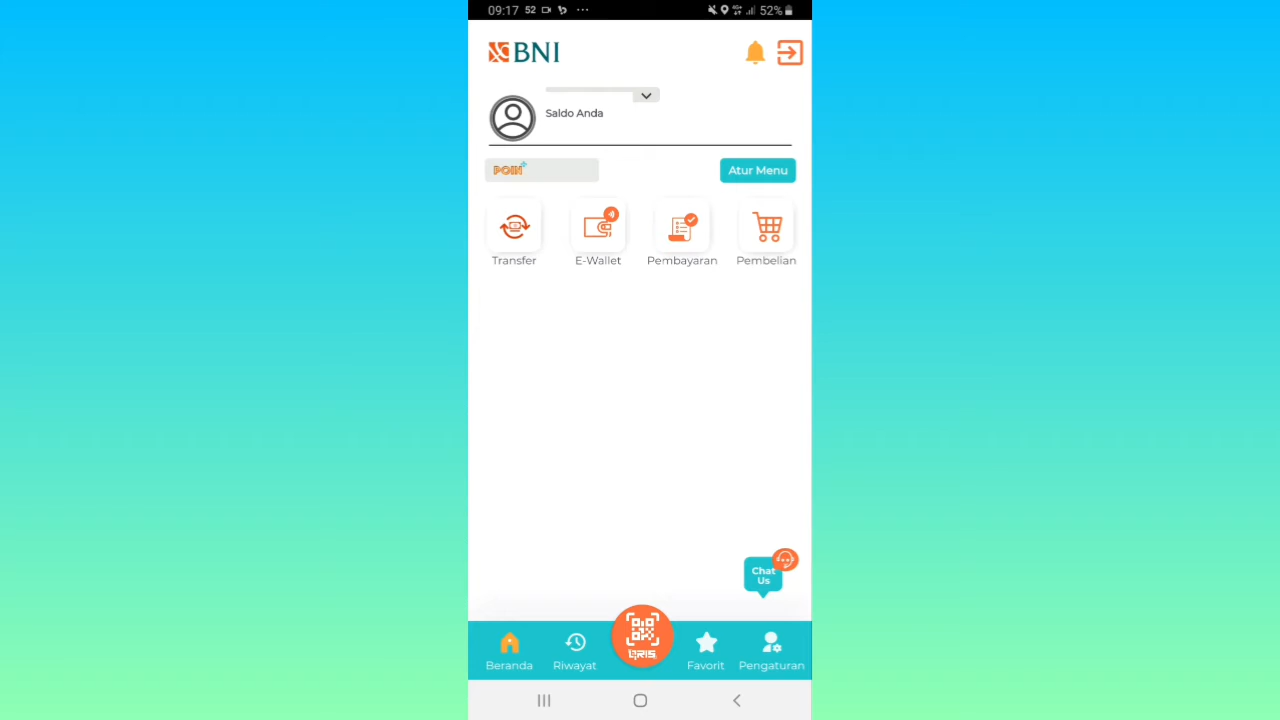 09:17 52 ... 4G+ 52%
BNI
Saldo Anda
POIN+
Atur Menu
Transfer E-Wallet Pembayaran Pembelian
Chat
Us
QRIS
Beranda Riwayat Favorit Pengaturan